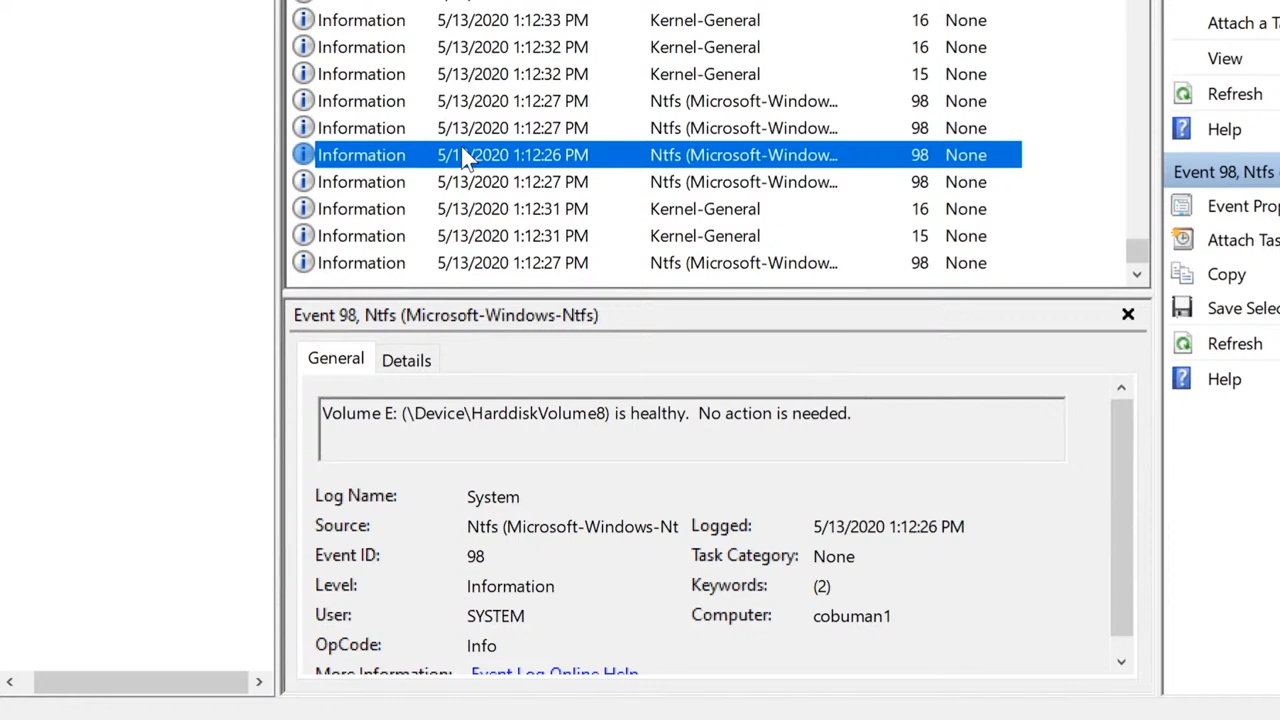 Information 5/13/2020 1:12:33 PM Kernel-General 16 None
Information 5/13/2020 1:12:32 PM Kernel-General 16 None
Information 5/13/2020 1:12:32 PM Kernel-General 15 None
Information 5/13/2020 1:12:27 PM Ntfs (Microsoft-Window... 98 None
Information 5/13/2020 1:12:27 PM Ntfs (Microsoft-Window... 98 None
Information 5/13/2020 1:12:26 PM Ntfs (Microsoft-Window... 98 None
Information 5/13/2020 1:12:27 PM Ntfs (Microsoft-Window... 98 None
Information 5/13/2020 1:12:31 PM Kernel-General 16 None
Information 5/13/2020 1:12:31 PM Kernel-General 15 None
Information 5/13/2020 1:12:27 PM Ntfs (Microsoft-Window... 98 None
Event 98, Ntfs (Microsoft-Windows-Ntfs)
General Details
Volume E: (\Device\HarddiskVolume8) is healthy.  No action is needed.
Log Name: System
Source: Ntfs (Microsoft-Windows-Nt Logged: 5/13/2020 1:12:26 PM
Event ID: 98 Task Category: None
Level: Information Keywords: (2)
User: SYSTEM Computer: cobuman1
OpCode: Info
More Information: Event Log Online Help
Attach a T
View
Refresh
Help
Event 98, Ntfs
Event Prop
Attach Tas
Copy
Save Selec
Refresh
Help